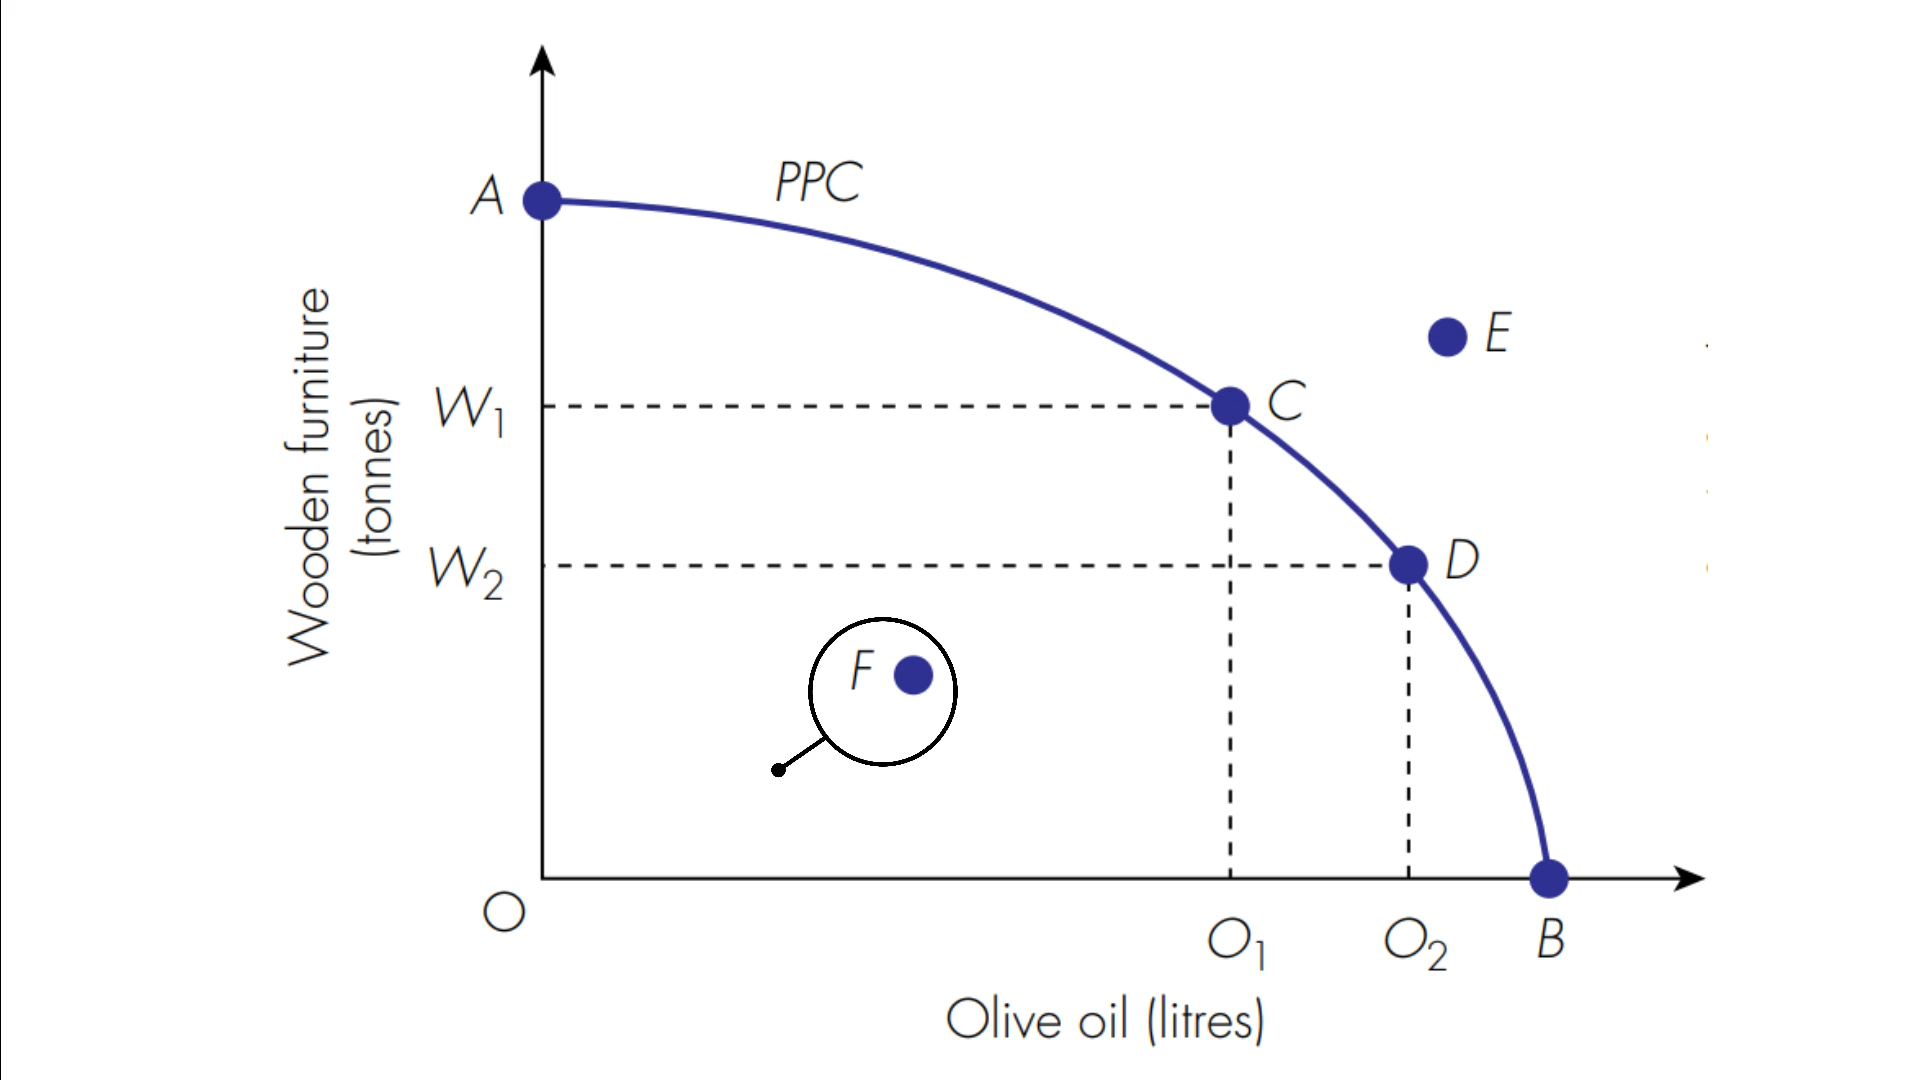 PPC
A
E
Wooden furniture
(tonnes)
W1
C
W2
D
F
O
O1
O2
B
Olive oil (litres)